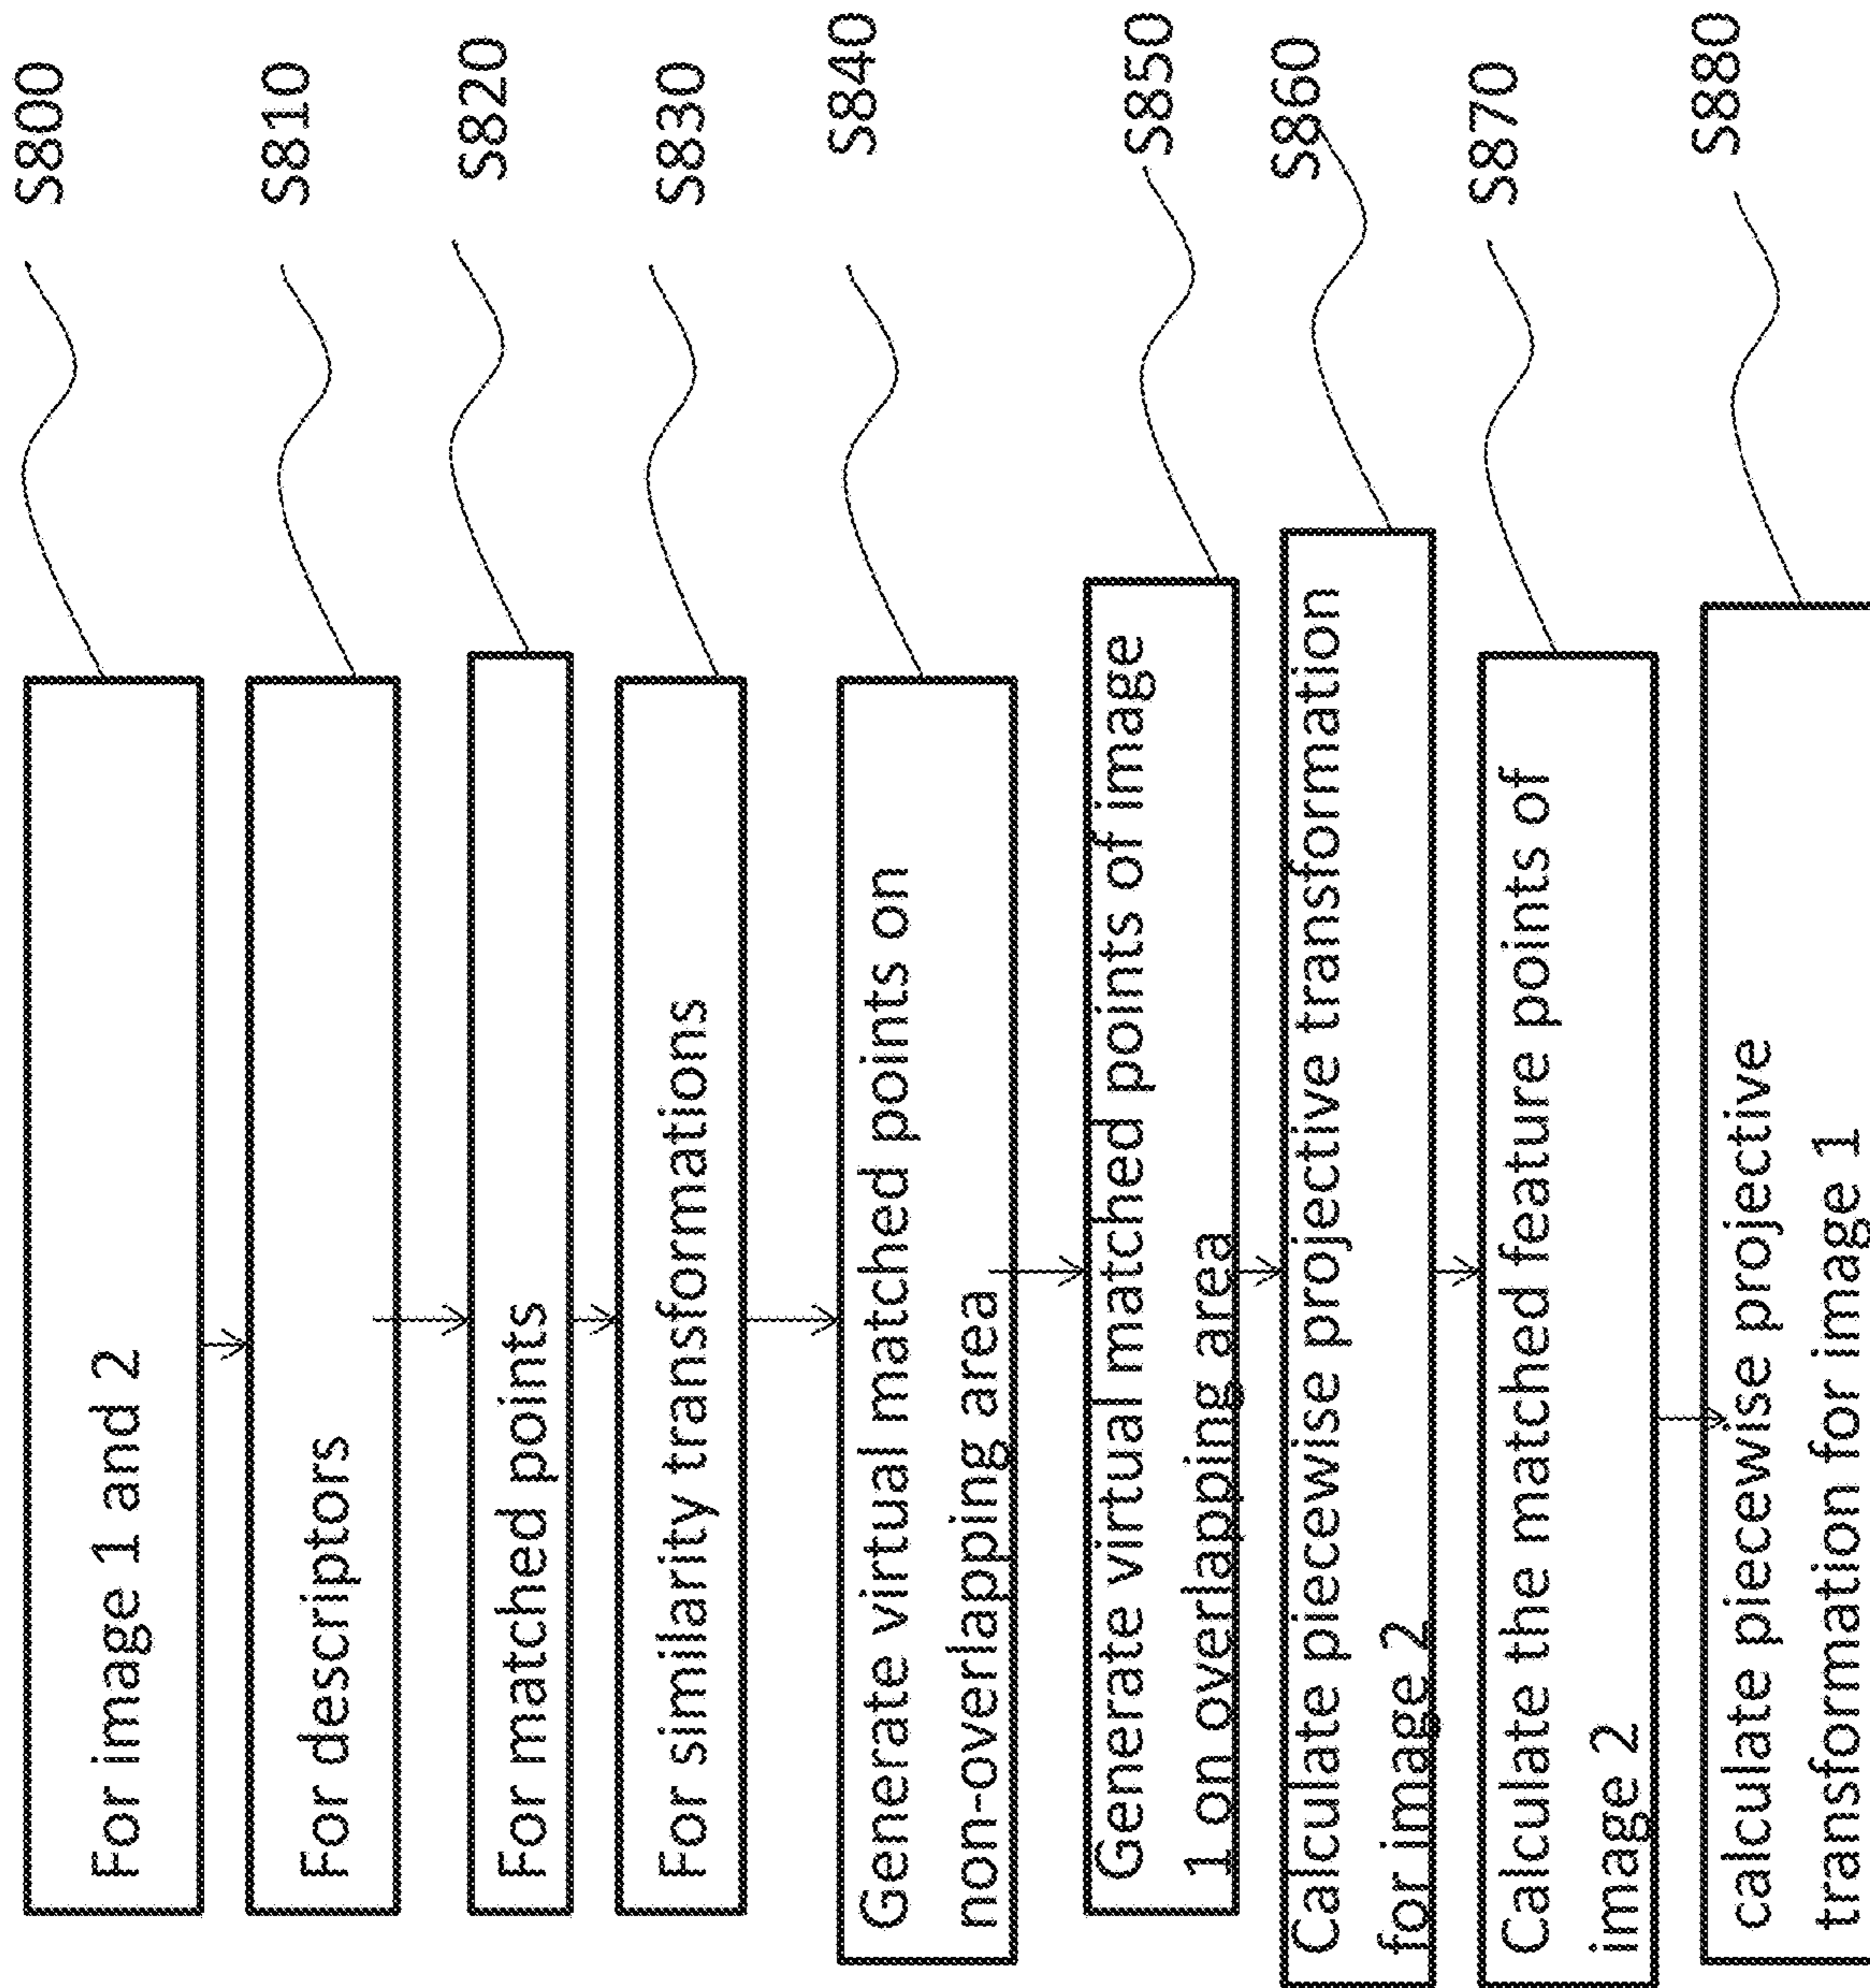 For image 1 and 2
S800
For descriptors
S810
For matched points
S820
For similarity transformations
S830
Generate virtual matched points on
non-overlapping area
S840
Generate virtual matched points of image
1 on overlapping area
S850
Calculate piecewise projective transformation
for image 2
S860
Calculate the matched feature points of
image 2
S870
calculate piecewise projective
transformation for image 1
S880